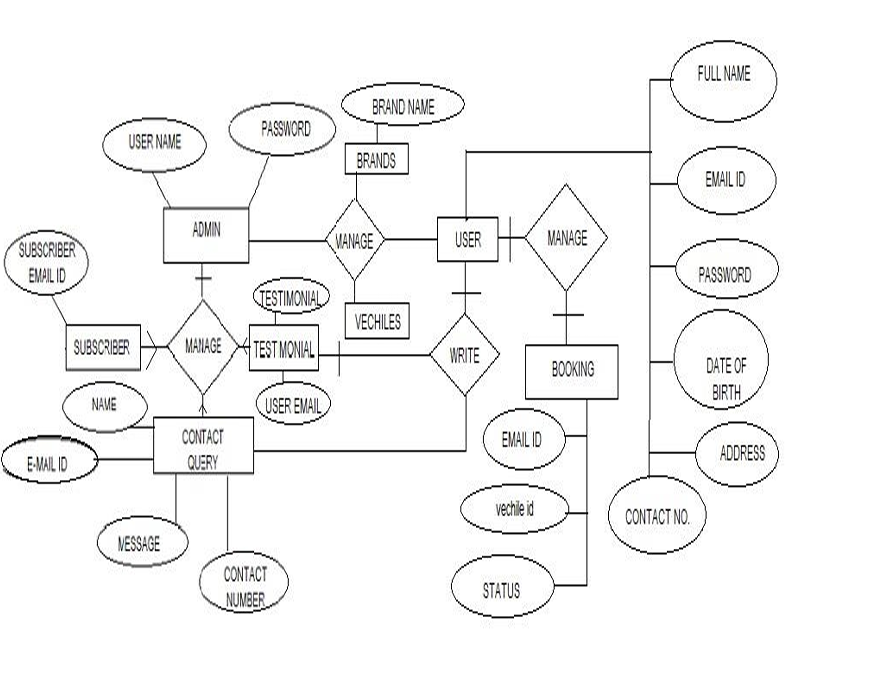 FULL NAME
BRAND NAME
PASSWORD
USER NAME
BRANDS
EMAIL ID
ADMIN
MANAGE
USER
MANAGE
SUBSCRIBER
EMAIL ID
PASSWORD
TESTIMONIAL
VECHILES
SUBSCRIBER
MANAGE
TESTMONIAL
WRITE
BOOKING
DATE OF
BIRTH
NAME
USER EMAIL
CONTACT
QUERY
EMAIL ID
ADDRESS
E-MAIL ID
vechile id
CONTACT NO.
MESSAGE
CONTACT
NUMBER
STATUS